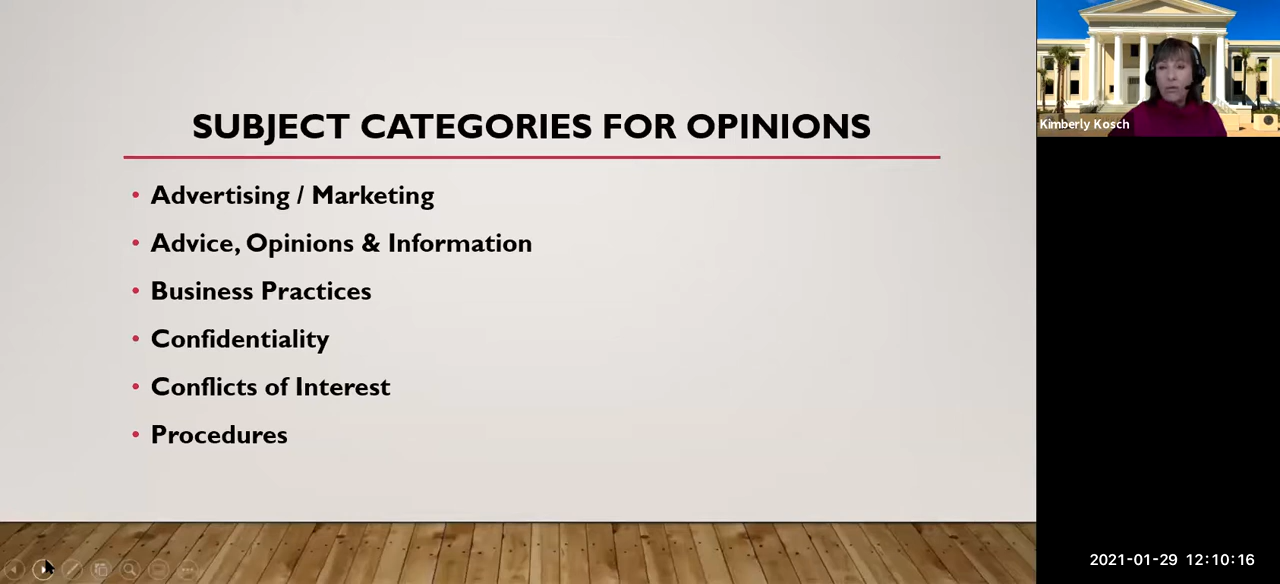 SUBJECT CATEGORIES FOR OPINIONS
• Advertising / Marketing
• Advice, Opinions & Information
• Business Practices
• Confidentiality
• Conflicts of Interest
• Procedures
Kimberly Kosch
2021-01-29 12:10:16